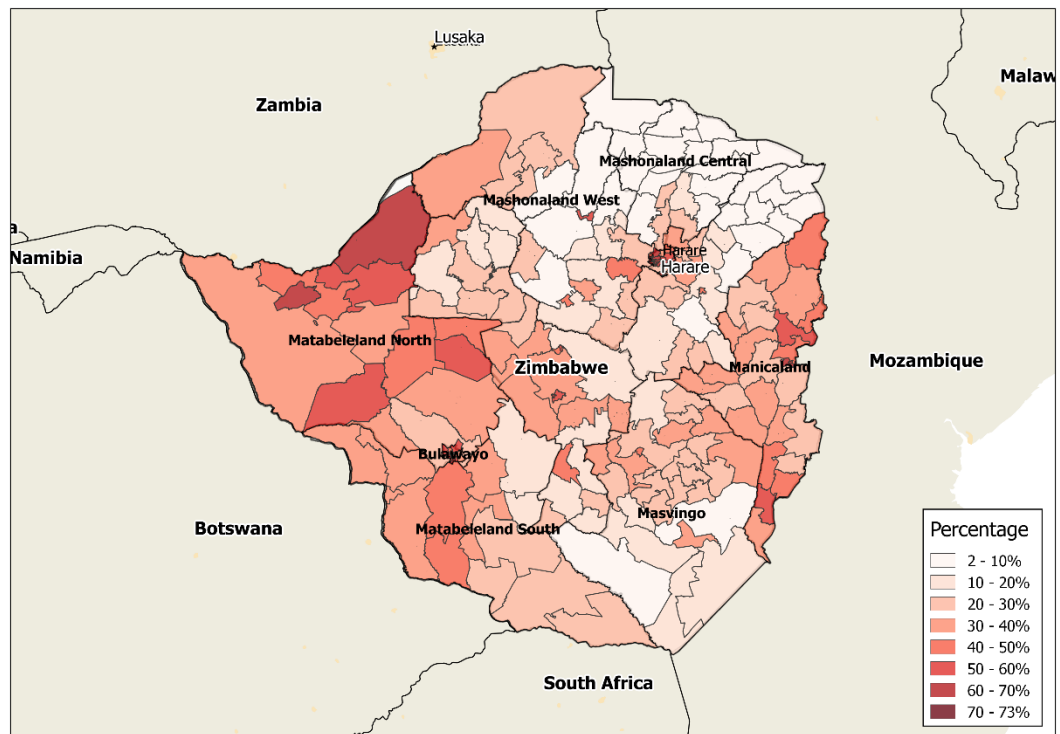 Lusaka
Malaw
Zambia
Mashonaland Central
Mashonaland West
a
Namibia
Harare
Harare
Matabeleland North
Zimbabwe
Manicaland
Mozambique
Bulawayo
Masvingo
Botswana
Matabeleland South
South Africa
Percentage
2 - 10%
10 - 20%
20 - 30%
30 - 40%
40 - 50%
50 - 60%
60 - 70%
70 - 73%